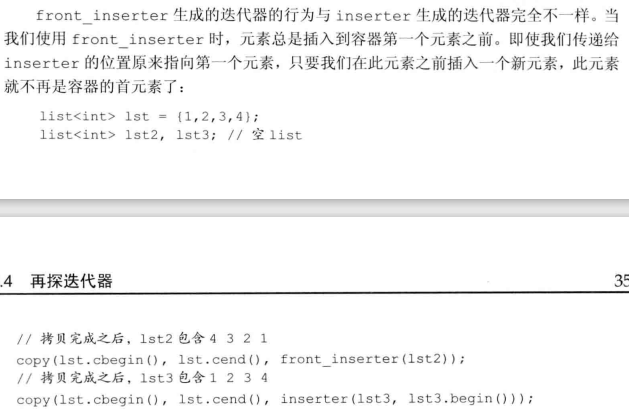 front_inserter 生成的迭代器的行为与 inserter 生成的迭代器完全不一样。当
我们使用 front_inserter 时，元素总是插入到容器第一个元素之前。即使我们传递给
inserter 的位置原来指向第一个元素，只要我们在此元素之前插入一个新元素，此元素
就不再是容器的首元素了：
list<int> lst = {1,2,3,4};
list<int> lst2, lst3; // 空 list
.4 再探迭代器 35
// 拷贝完成之后，lst2 包含 4 3 2 1
copy(lst.cbegin(), lst.cend(), front_inserter(lst2));
// 拷贝完成之后，lst3 包含 1 2 3 4
copy(lst.cbegin(), lst.cend(), inserter(lst3, lst3.begin()));